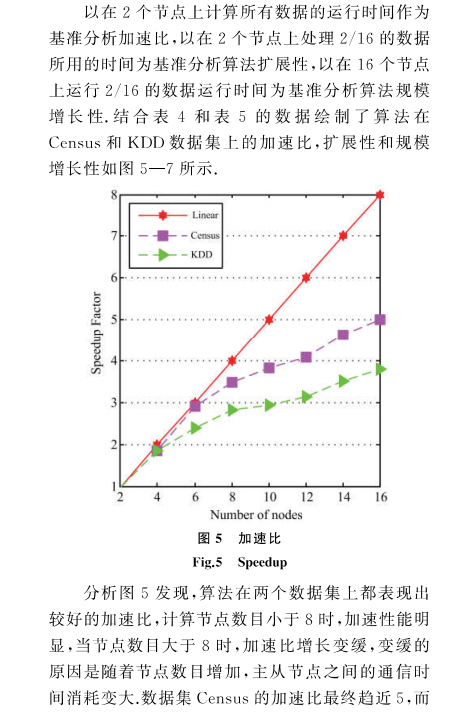 以在 2 个节点上计算所有数据的运行时间作为
基准分析加速比,以在 2 个节点上处理 2/16 的数据
所用的时间为基准分析算法扩展性,以在 16 个节点
上运行 2/16 的数据运行时间为基准分析算法规模
增长性.结合表 4 和表 5 的数据绘制了算法在
Census 和 KDD 数据集上的加速比,扩展性和规模
增长性如图 5—7 所示.
8
7
6
5
4
3
2
1
Speedup Factor
Linear
Census
KDD
2 4 6 8 10 12 14 16
Number of nodes
图 5 加速比
Fig.5 Speedup
分析图 5 发现,算法在两个数据集上都表现出
较好的加速比,计算节点数目小于 8 时,加速性能明
显,当节点数目大于 8 时,加速比增长变缓,变缓的
原因是随着节点数目增加,主从节点之间的通信时
间消耗变大.数据集 Census 的加速比最终趋近 5,而